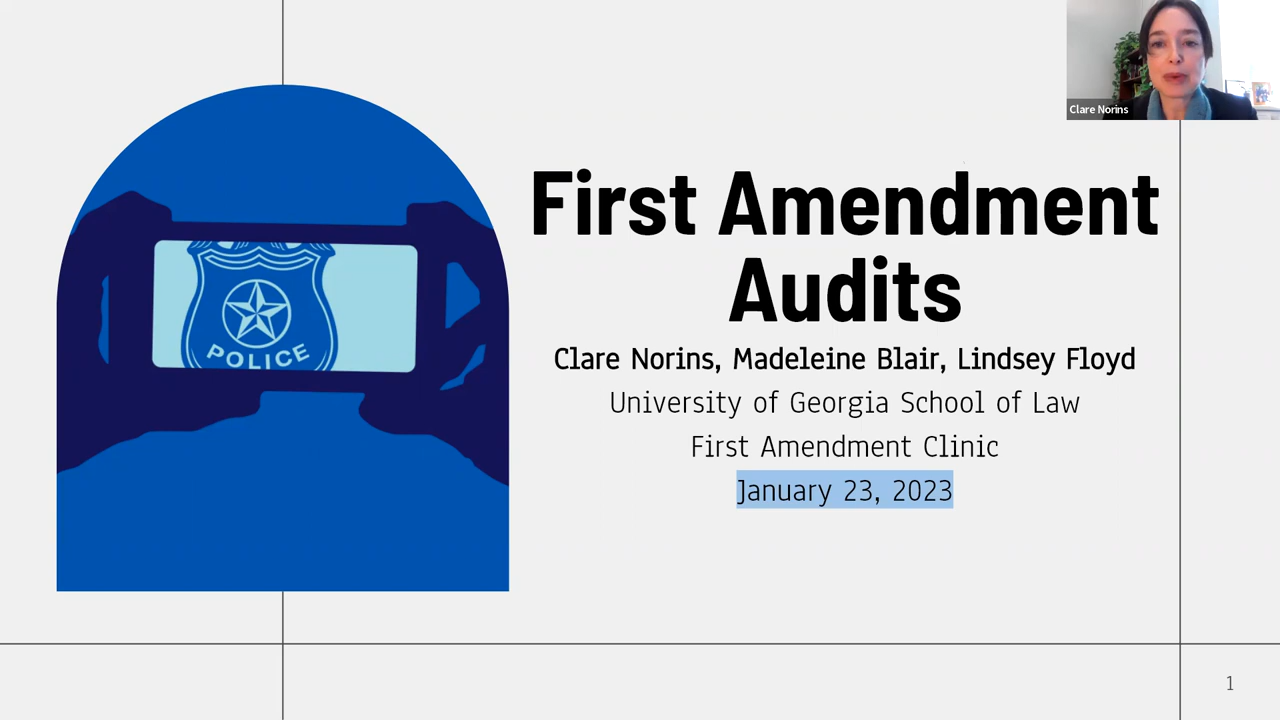 Clare Norins
First Amendment
Audits
POLICE
Clare Norins, Madeleine Blair, Lindsey Floyd
University of Georgia School of Law
First Amendment Clinic
January 23, 2023
1